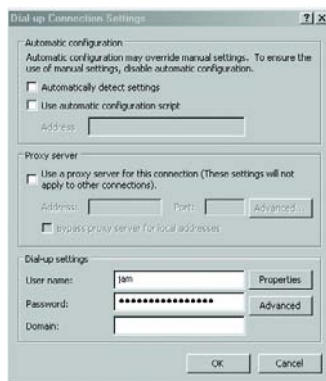 Dial-up Connection Settings
Automatic configuration
Automatic configuration may override manual settings. To ensure the
use of manual settings, disable automatic configuration.
Automatically detect settings
Use automatic configuration script
Address
Proxy server
Use a proxy server for this connection (These settings will not
apply to other connections).
Address: Port: Advanced...
Bypass proxy server for local addresses
Dial-up settings
User name: jam Properties
Password: •••••••••••••••• Advanced
Domain:
OK Cancel